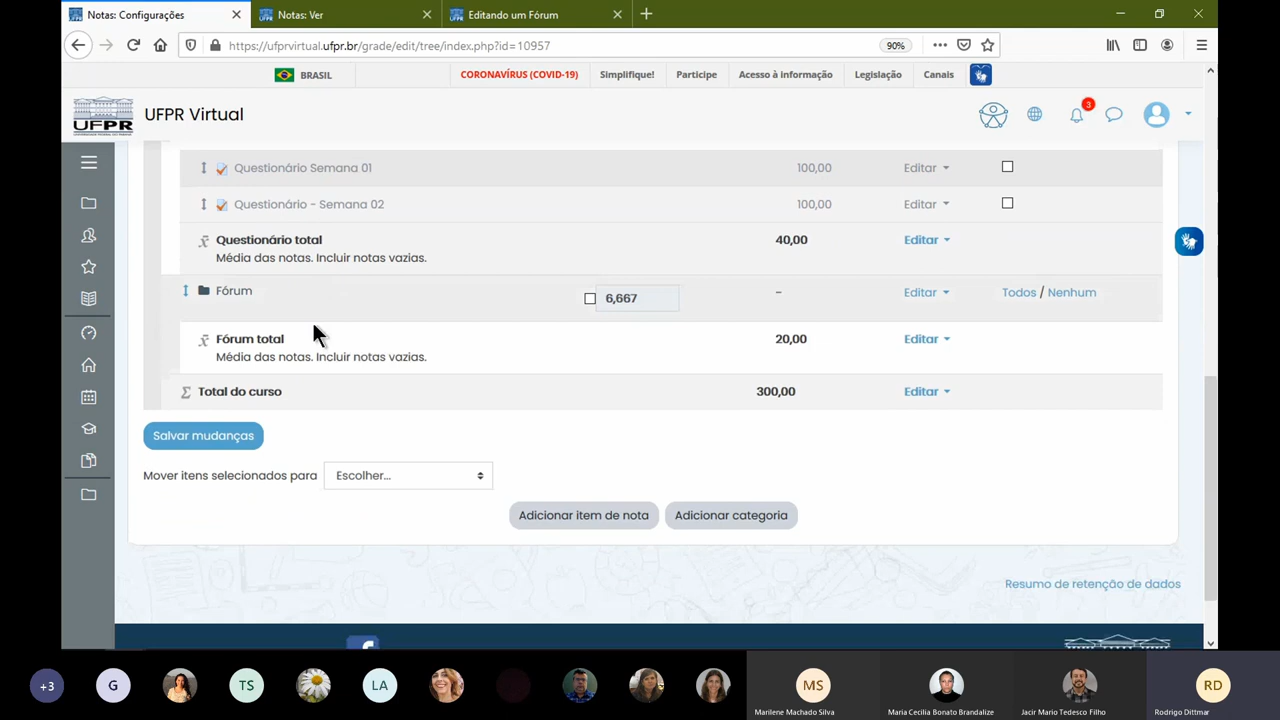 Notas: Configurações
Notas: Ver
Editando um Fórum
https://ufprvirtual.ufpr.br/grade/edit/tree/index.php?id=10957
90%
BRASIL
CORONAVÍRUS (COVID-19)
Simplifique!
Participe
Acesso à informação
Legislação
Canais
UFPR
UFPR Virtual
3
Questionário Semana 01
100,00
Editar
Questionário - Semana 02
100,00
Editar
Questionário total
40,00
Editar
Média das notas. Incluir notas vazias.
Fórum
6,667
-
Editar
Todos / Nenhum
Fórum total
20,00
Editar
Média das notas. Incluir notas vazias.
Total do curso
300,00
Editar
Salvar mudanças
Mover itens selecionados para
Escolher...
Adicionar item de nota
Adicionar categoria
Resumo de retenção de dados
+3
G
TS
LA
MS
RD
Marilene Machado Silva
Maria Cecilia Bonato Brandalize
Jacir Mario Tedesco Filho
Rodrigo Dittmar